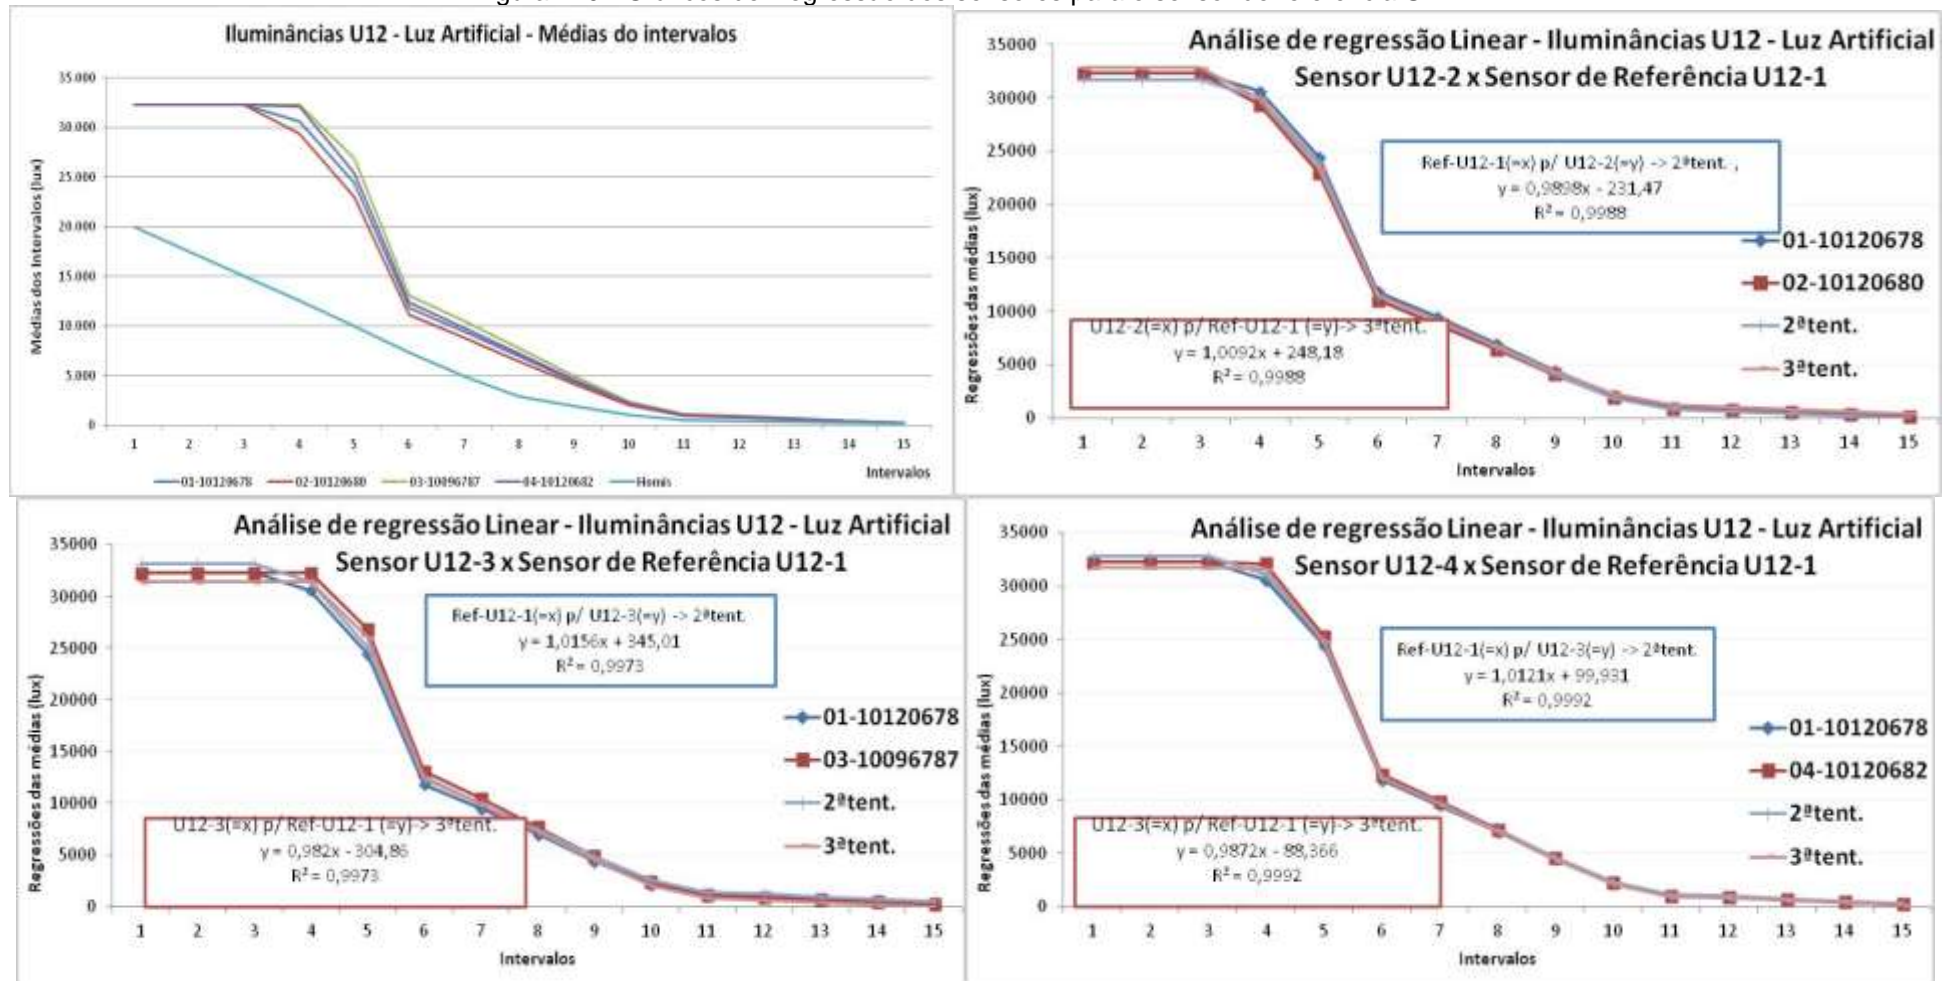 Iluminâncias U12 - Luz Artificial - Médias do intervalos
Médias dos Intervalos (lux)
35.000
30.000
25.000
20.000
15.000
10.000
5.000
0
1 2 3 4 5 6 7 8 9 10 11 12 13 14 15
Intervalos
01-10120678 02-10120680 03-10096787 04-10120682
Análise de regressão Linear - Iluminâncias U12 - Luz Artificial
Sensor U12-2 x Sensor de Referência U12-1
Regressões das médias (lux)
35000
30000
25000
20000
15000
10000
5000
0
Ref-U12-1(=x) p/ U12-2(=y) -> 2ªtent. ,
y = 0,9898x - 231,47
R² = 0,9988
01-10120678
02-10120680
2ªtent.
3ªtent.
U12-2(=x) p/ Ref-U12-1 (=y)-> 3ªtent.
y = 1,0092x + 248,18
R² = 0,9988
1 2 3 4 5 6 7 8 9 10 11 12 13 14 15
Intervalos
Análise de regressão Linear - Iluminâncias U12 - Luz Artificial
Sensor U12-3 x Sensor de Referência U12-1
Regressões das médias (lux)
35000
30000
25000
20000
15000
10000
5000
0
Ref-U12-1(=x) p/ U12-3(=y) -> 2ªtent.
y = 1,0156x + 345,01
R² = 0,9973
01-10120678
03-10096787
2ªtent.
3ªtent.
U12-3(=x) p/ Ref-U12-1 (=y)-> 3ªtent.
y = 0,982x - 304,86
R² = 0,9973
1 2 3 4 5 6 7 8 9 10 11 12 13 14 15
Intervalos
Análise de regressão Linear - Iluminâncias U12 - Luz Artificial
Sensor U12-4 x Sensor de Referência U12-1
Regressões das médias (lux)
35000
30000
25000
20000
15000
10000
5000
0
Ref-U12-1(=x) p/ U12-3(=y) -> 2ªtent.
y = 1,0121x + 99,931
R² = 0,9992
01-10120678
04-10120682
2ªtent.
3ªtent.
U12-3(=x) p/ Ref-U12-1 (=y)-> 3ªtent.
y = 0,9872x - 88,366
R² = 0,9992
1 2 3 4 5 6 7 8 9 10 11 12 13 14 15
Intervalos